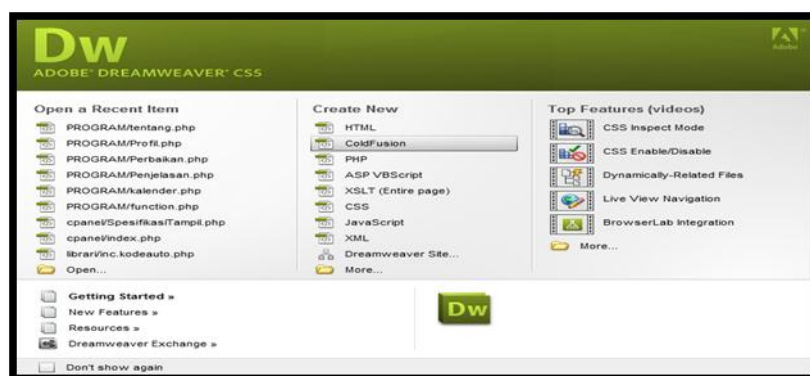 Dw
ADOBE® DREAMWEAVER® CS5
Adobe
Open a Recent Item
PROGRAM/tentang.php
PROGRAM/Profil.php
PROGRAM/Perbaikan.php
PROGRAM/Penjelasan.php
PROGRAM/kalender.php
PROGRAM/function.php
cpanel/SpesifikasiTampil.php
cpanel/index.php
librari/inc.kodeauto.php
Open...
Create New
HTML
ColdFusion
PHP
ASP VBScript
XSLT (Entire page)
CSS
JavaScript
XML
Dreamweaver Site...
More...
Top Features (videos)
CSS Inspect Mode
CSS Enable/Disable
Dynamically-Related Files
Live View Navigation
BrowserLab Integration
More...
Getting Started »
New Features »
Resources »
Dreamweaver Exchange »
Dw
Don't show again